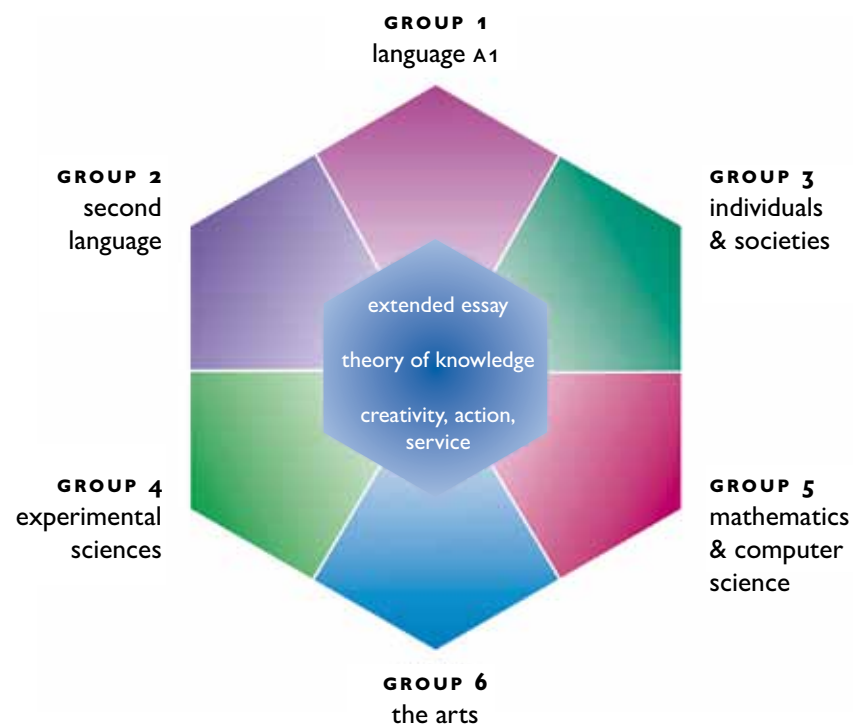 GROUP 1
language A1
GROUP 2
second
language
GROUP 3
individuals
& societies
extended essay
theory of knowledge
creativity, action,
service
GROUP 4
experimental
sciences
GROUP 5
mathematics
& computer
science
GROUP 6
the arts